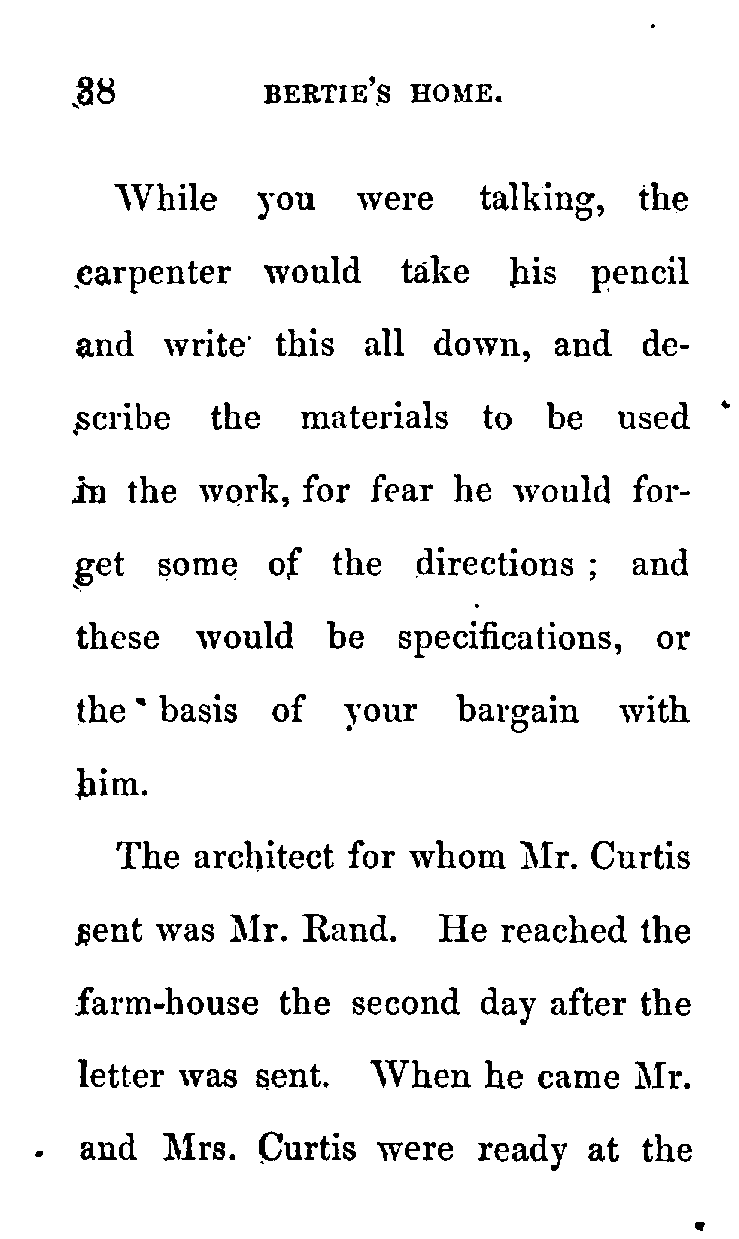 38 BERTIE'S HOME.
While you were talking, the
carpenter would take his pencil
and write this all down, and de-
scribe the materials to be used
in the work, for fear he would for-
get some of the directions ; and
these would be specifications, or
the basis of your bargain with
him.
The architect for whom Mr. Curtis
sent was Mr. Rand. He reached the
farm-house the second day after the
letter was sent. When he came Mr.
and Mrs. Curtis were ready at the